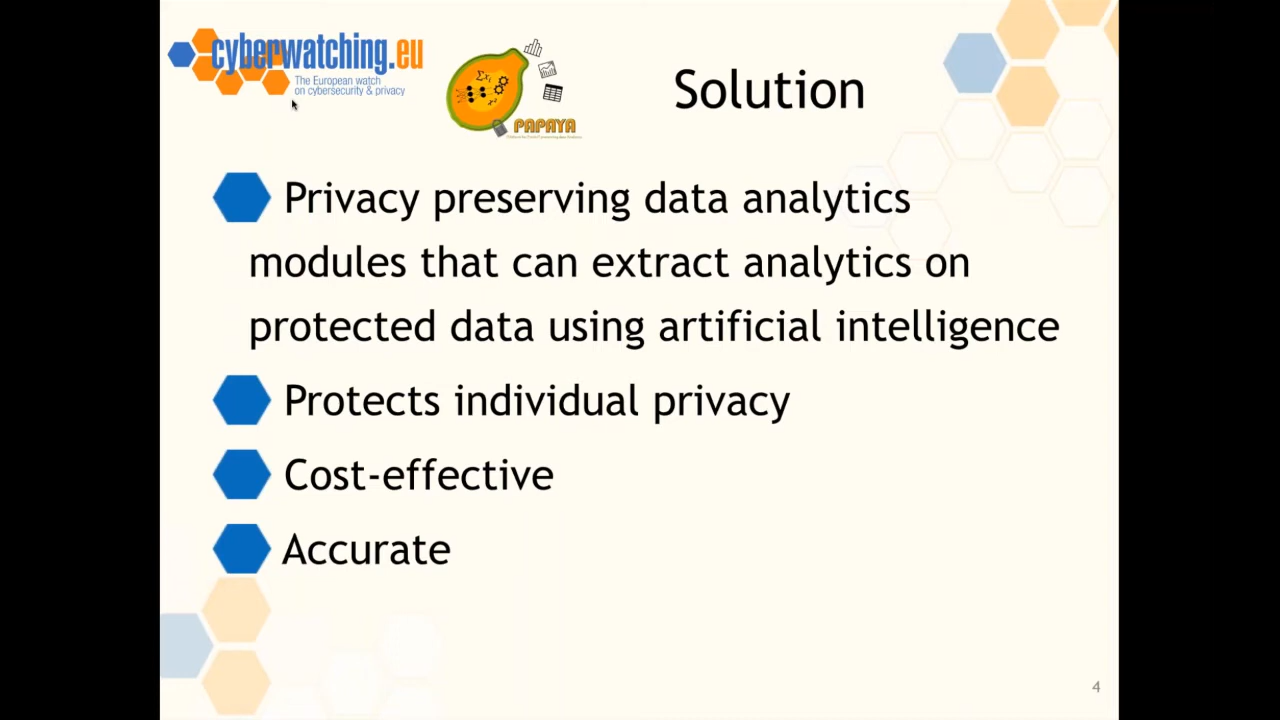 cyberwatching.eu
The European watch
on cybersecurity & privacy
PAPAYA
Solution
Privacy preserving data analytics
modules that can extract analytics on
protected data using artificial intelligence
Protects individual privacy
Cost-effective
Accurate
4